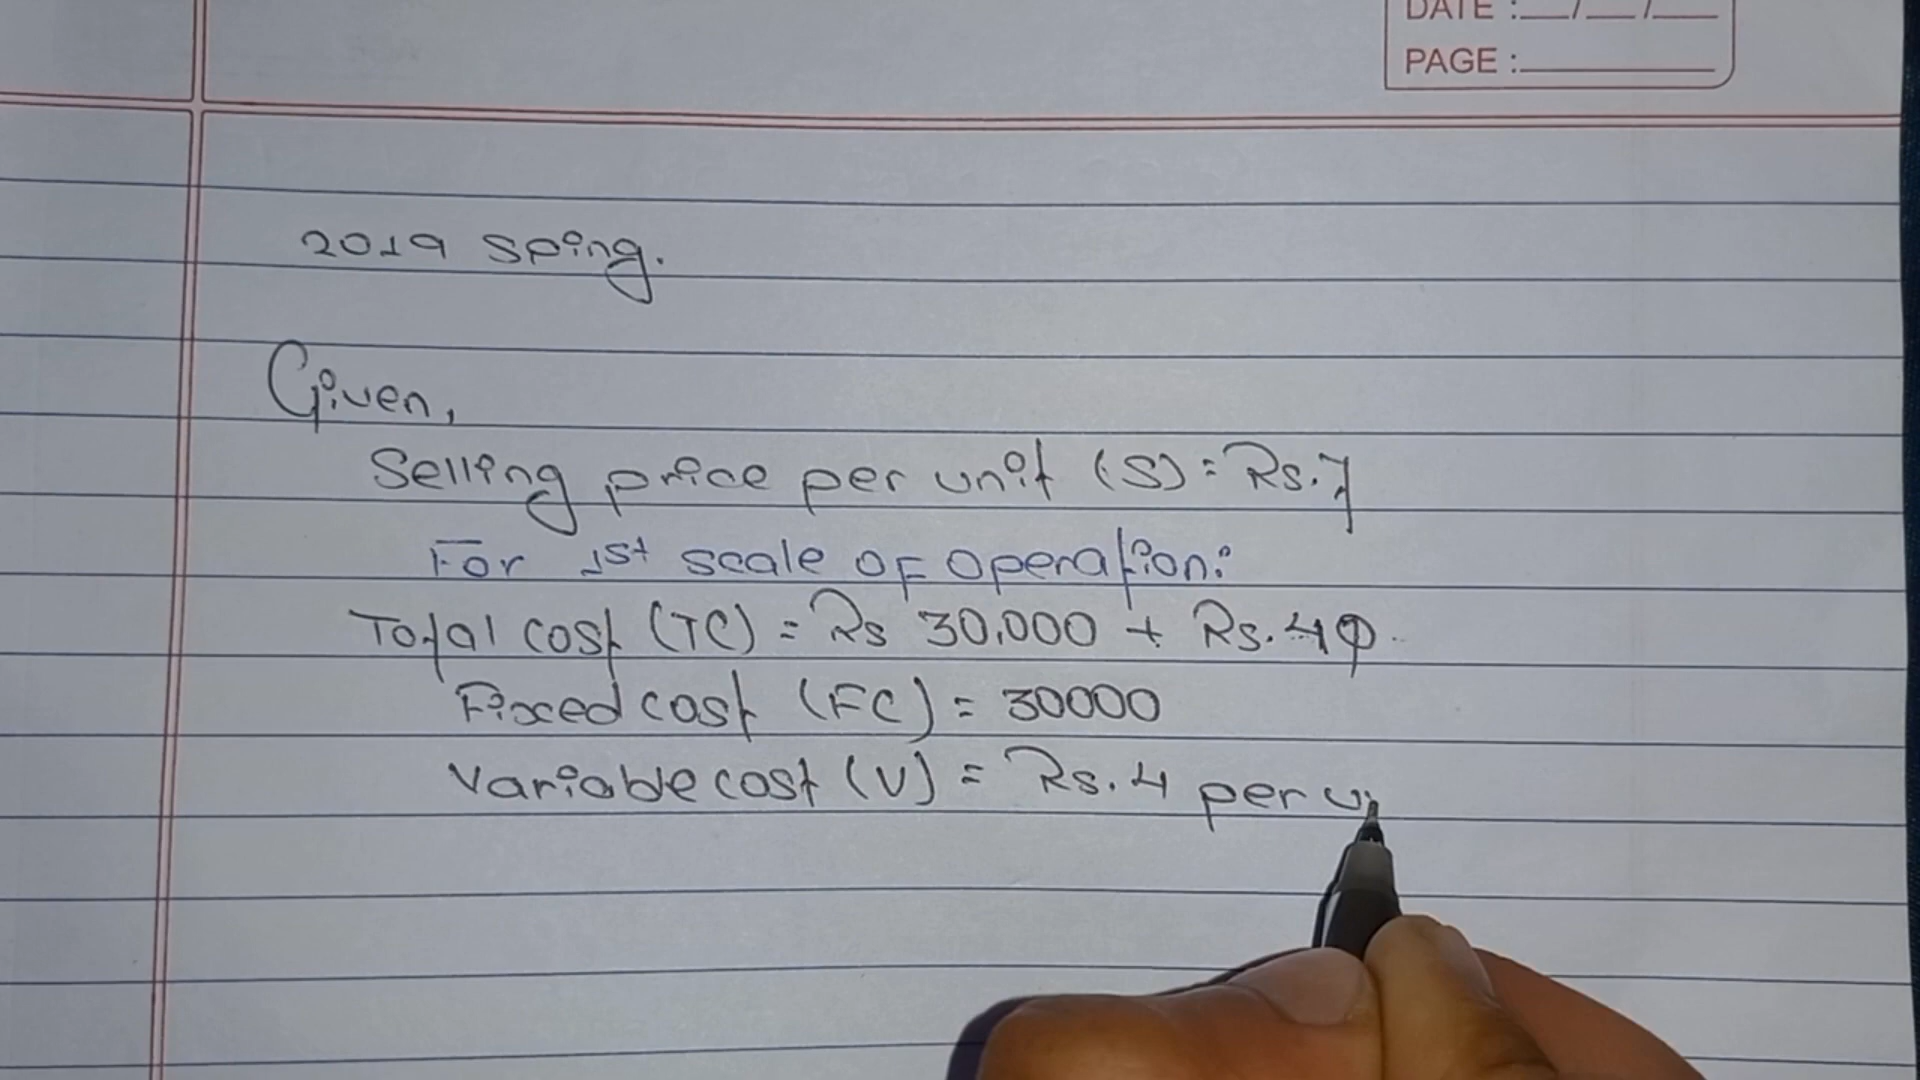 DATE :__/__/__
PAGE :______
2019 sping.
Given,
Selling price per unit (S) = Rs. 7
For 1st scale of operation:
Total cost (TC) = Rs 30,000 + Rs. 4Q.
Fixed cost (FC) = 30000
Variable cost (V) = Rs. 4 per